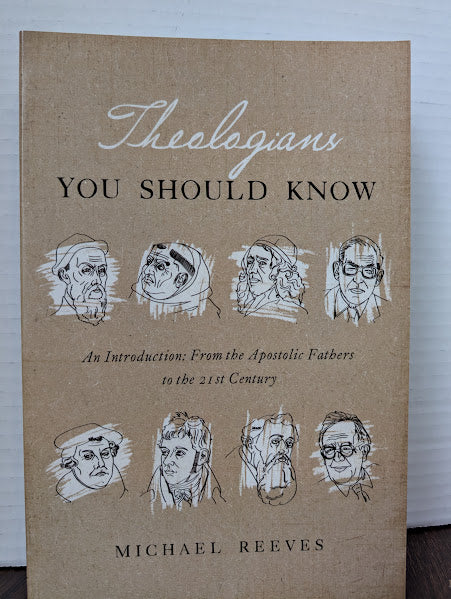 Theologians
YOU SHOULD KNOW
An Introduction: From the Apostolic Fathers
to the 21st Century
MICHAEL REEVES